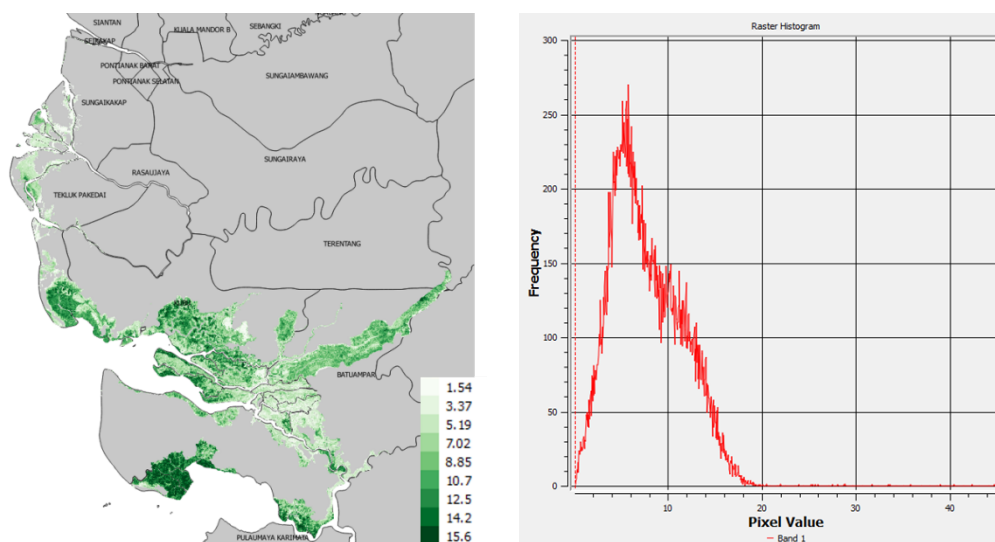 SIANTAN
KUALA MANDOR B
SEBANGKI
PONTIANAK BARAT
PONTIANAK SELATAN
SUNGAIAMBAWANG
SUNGAIKAKAP
SUNGAIRAYA
RASAUJAYA
TEKLUK PAKEDAI
TERENTANG
KUBU
BATUAMPAR
PULAUMAYA KARIMATA
1.54
3.37
5.19
7.02
8.85
10.7
12.5
14.2
15.6
Raster Histogram
300
250
200
150
100
50
0
Frequency
10
20
30
40
Pixel Value
Band 1